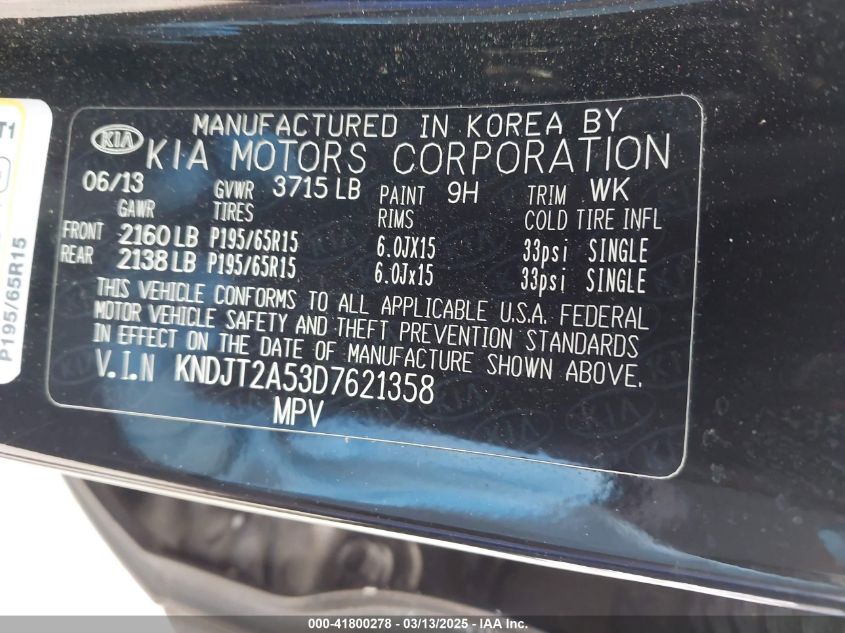 MANUFACTURED IN KOREA BY
KIA KIA MOTORS CORPORATION
06/13 GVWR 3715 LB PAINT 9H TRIM WK
GAWR TIRES RIMS COLD TIRE INFL
FRONT 2160 LB P195/65R15 6.0JX15 33psi SINGLE
REAR 2138 LB P195/65R15 6.0Jx15 33psi SINGLE
THIS VEHICLE CONFORMS TO ALL APPLICABLE U.S.A. FEDERAL
MOTOR VEHICLE SAFETY AND THEFT PREVENTION STANDARDS
IN EFFECT ON THE DATE OF MANUFACTURE SHOWN ABOVE.
V.I.N KNDJT2A53D7621358
MPV
T1
P195/65R15
000-41800278 - 03/13/2025 - IAA Inc.